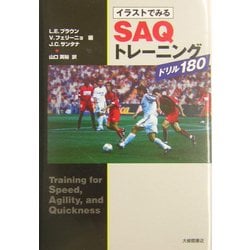 イラストでみる
SAQ
トレーニング
ドリル180
L.E.ブラウン
V.フェリーニョ 編
J.C.サンタナ
山口英裕 訳
Training for
Speed,
Agility, and
Quickness
大修館書店